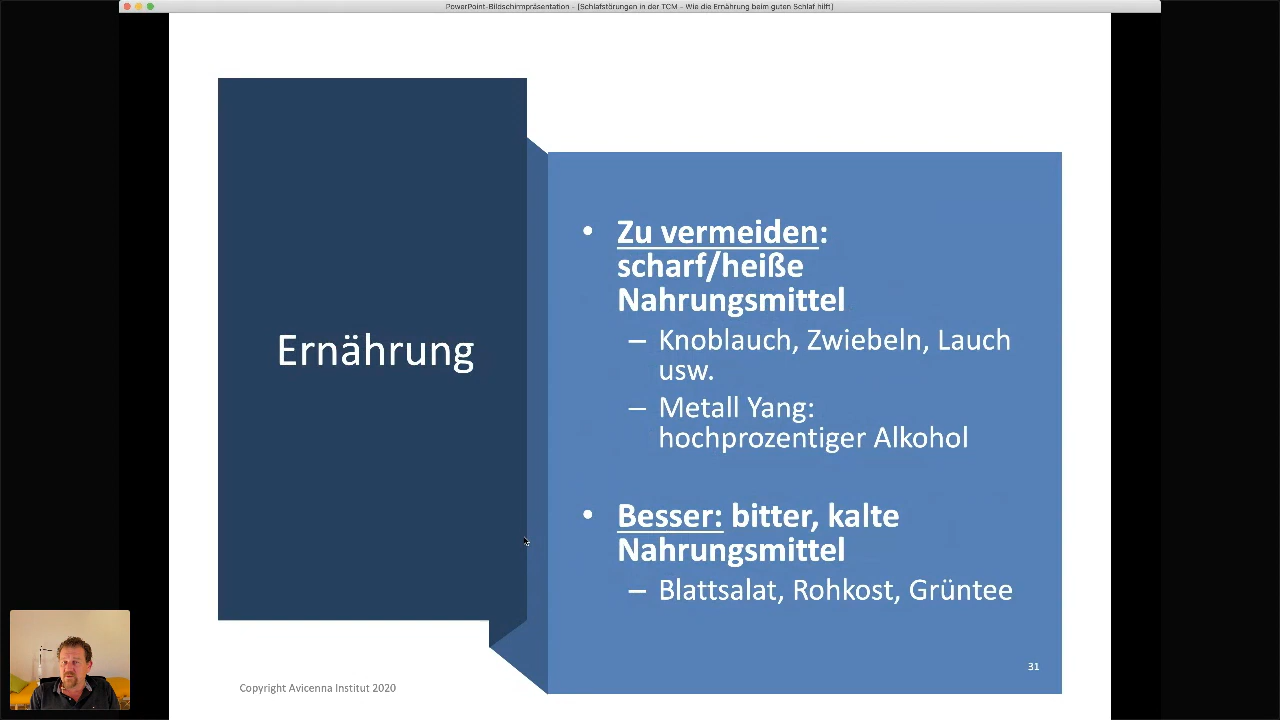 PowerPoint-Bildschirmpräsentation - [Schlafstörungen in der TCM - Wie die Ernährung beim guten Schlaf hilft]
Ernährung
• Zu vermeiden:
scharf/heiße
Nahrungsmittel
– Knoblauch, Zwiebeln, Lauch
usw.
– Metall Yang:
hochprozentiger Alkohol
• Besser: bitter, kalte
Nahrungsmittel
– Blattsalat, Rohkost, Grüntee
31
Copyright Avicenna Institut 2020